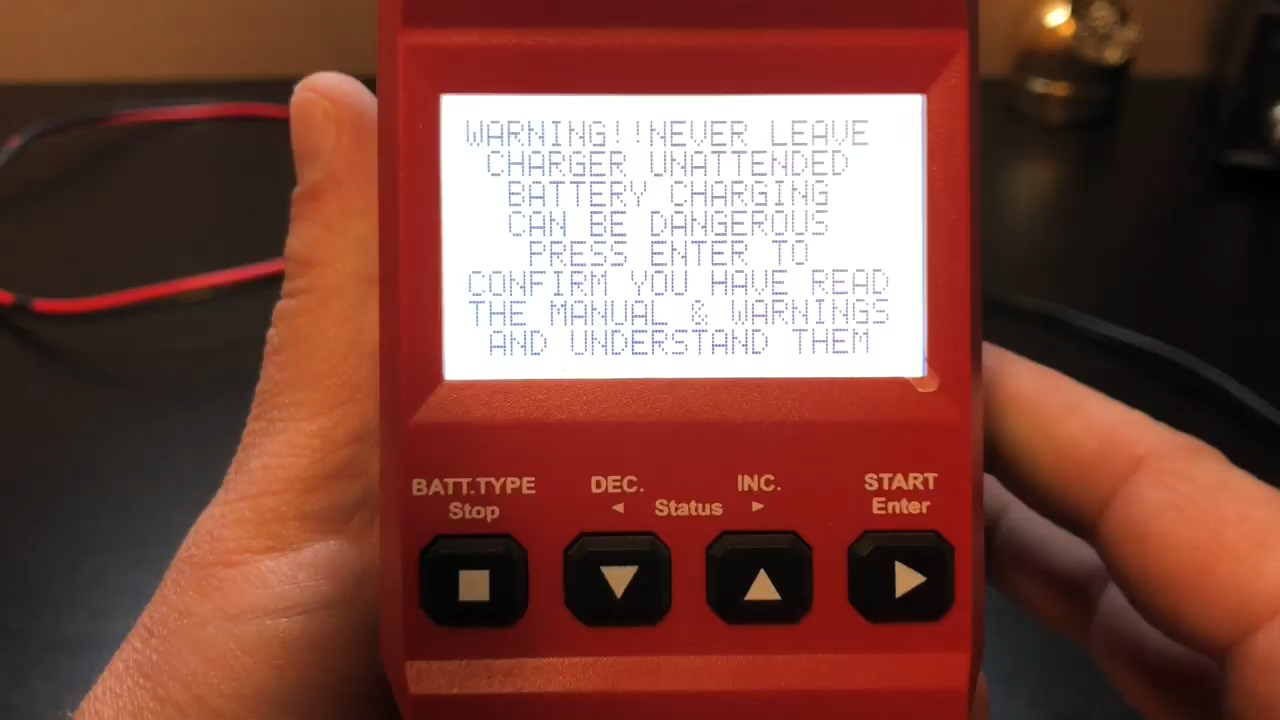 WARNING!!NEVER LEAVE
CHARGER UNATTENDED
BATTERY CHARGING
CAN BE DANGEROUS
PRESS ENTER TO
CONFIRM YOU HAVE READ
THE MANUAL & WARNINGS
AND UNDERSTAND THEM
BATT.TYPE DEC. INC. START
Stop ◄ Status ► Enter